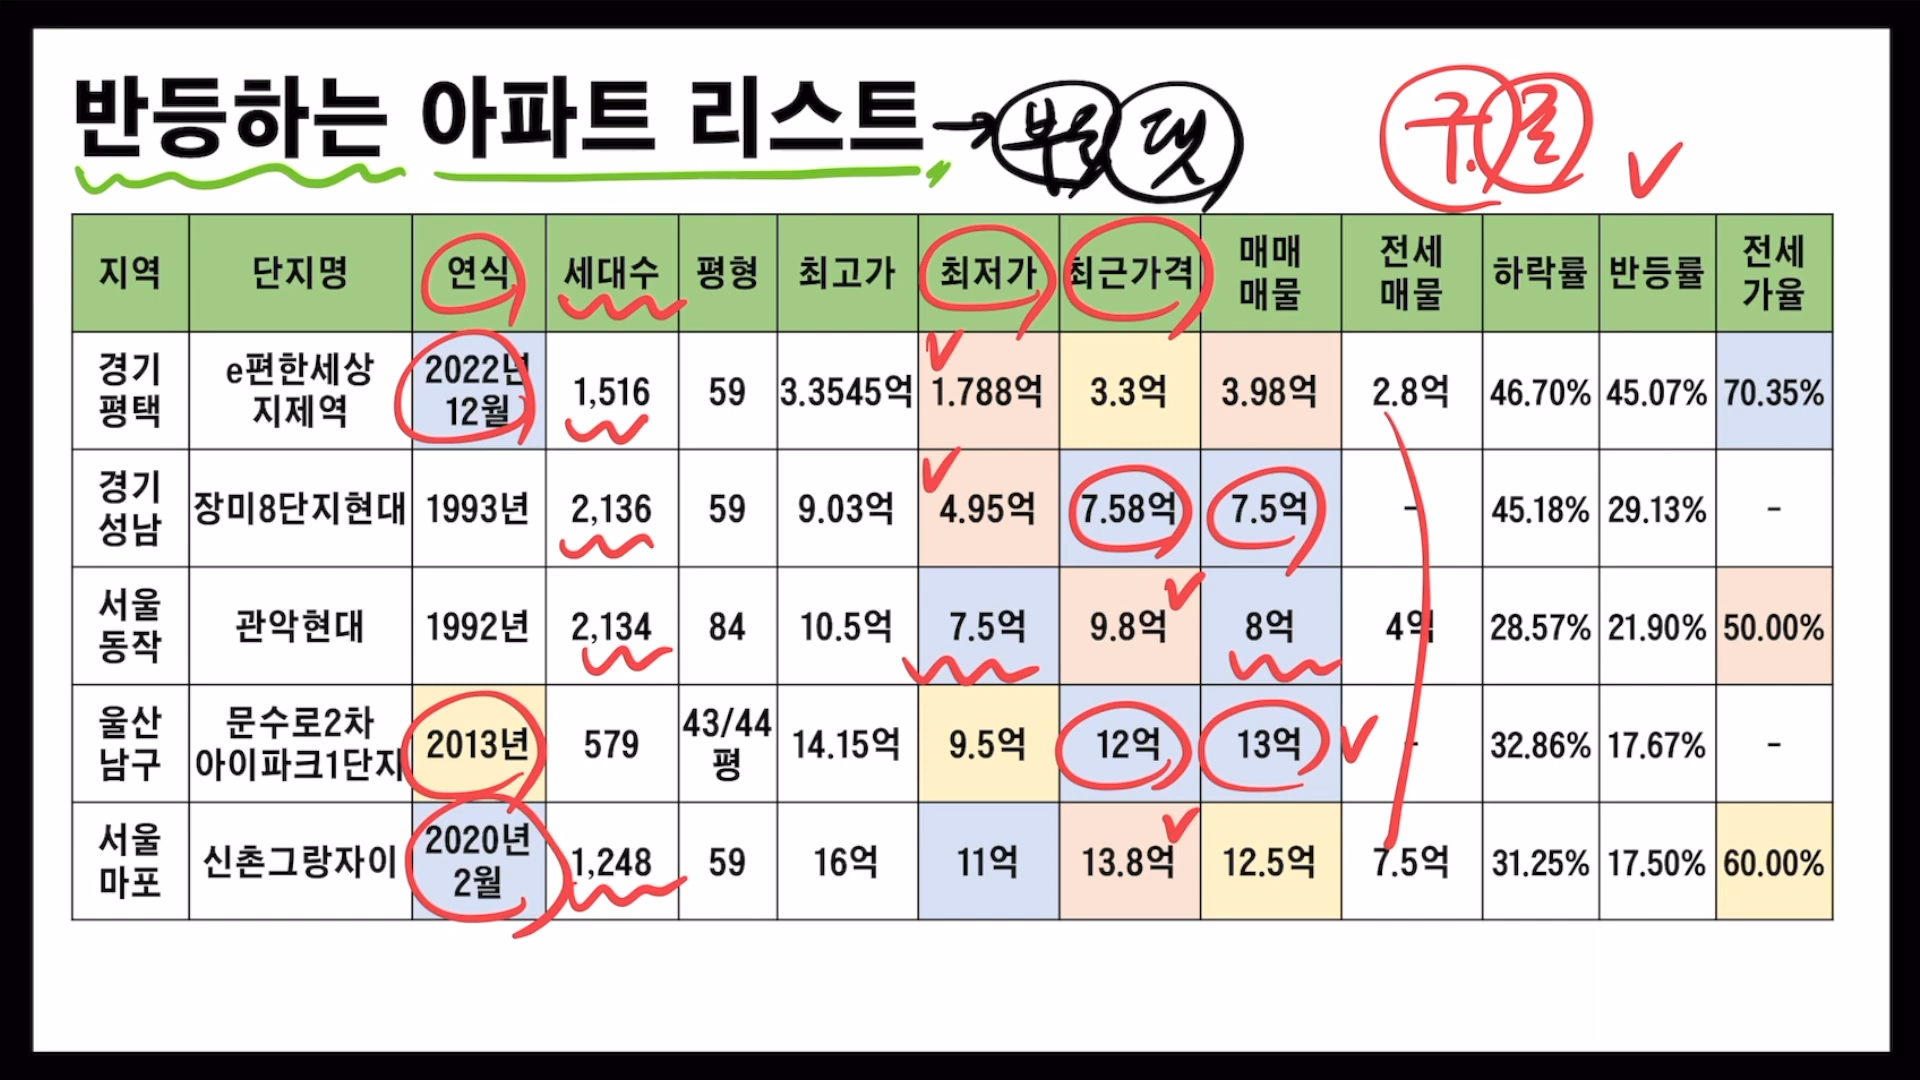 반등하는 아파트 리스트
댓
지역 단지명 연식 세대수 평형 최고가 최저가 최근가격 매매 매물 전세 매물 하락률 반등률 전세 가율
경기 평택 e편한세상 지제역 2022년 12월 1,516 59 3.3545억 1.788억 3.3억 3.98억 2.8억 46.70% 45.07% 70.35%
경기 성남 장미8단지현대 1993년 2,136 59 9.03억 4.95억 7.58억 7.5억 - 45.18% 29.13% -
서울 동작 관악현대 1992년 2,134 84 10.5억 7.5억 9.8억 8억 4억 28.57% 21.90% 50.00%
울산 남구 문수로2차 아이파크1단지 2013년 579 43/44 평 14.15억 9.5억 12억 13억 - 32.86% 17.67% -
서울 마포 신촌그랑자이 2020년 2월 1,248 59 16억 11억 13.8억 12.5억 7.5억 31.25% 17.50% 60.00%